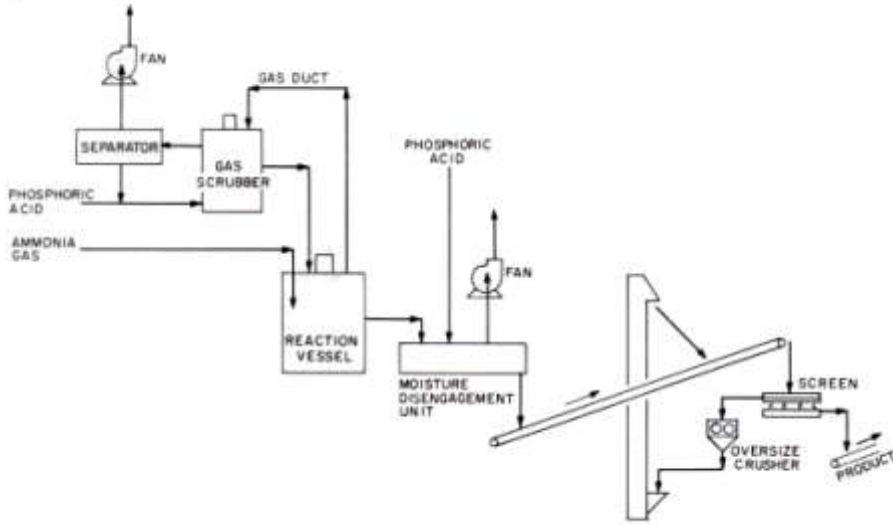 FAN
GAS DUCT
SEPARATOR
GAS
SCRUBBER
PHOSPHORIC
ACID
PHOSPHORIC
ACID
AMMONIA
GAS
FAN
REACTION
VESSEL
MOISTURE
DISENGAGEMENT
UNIT
SCREEN
OVERSIZE
CRUSHER
PRODUCT